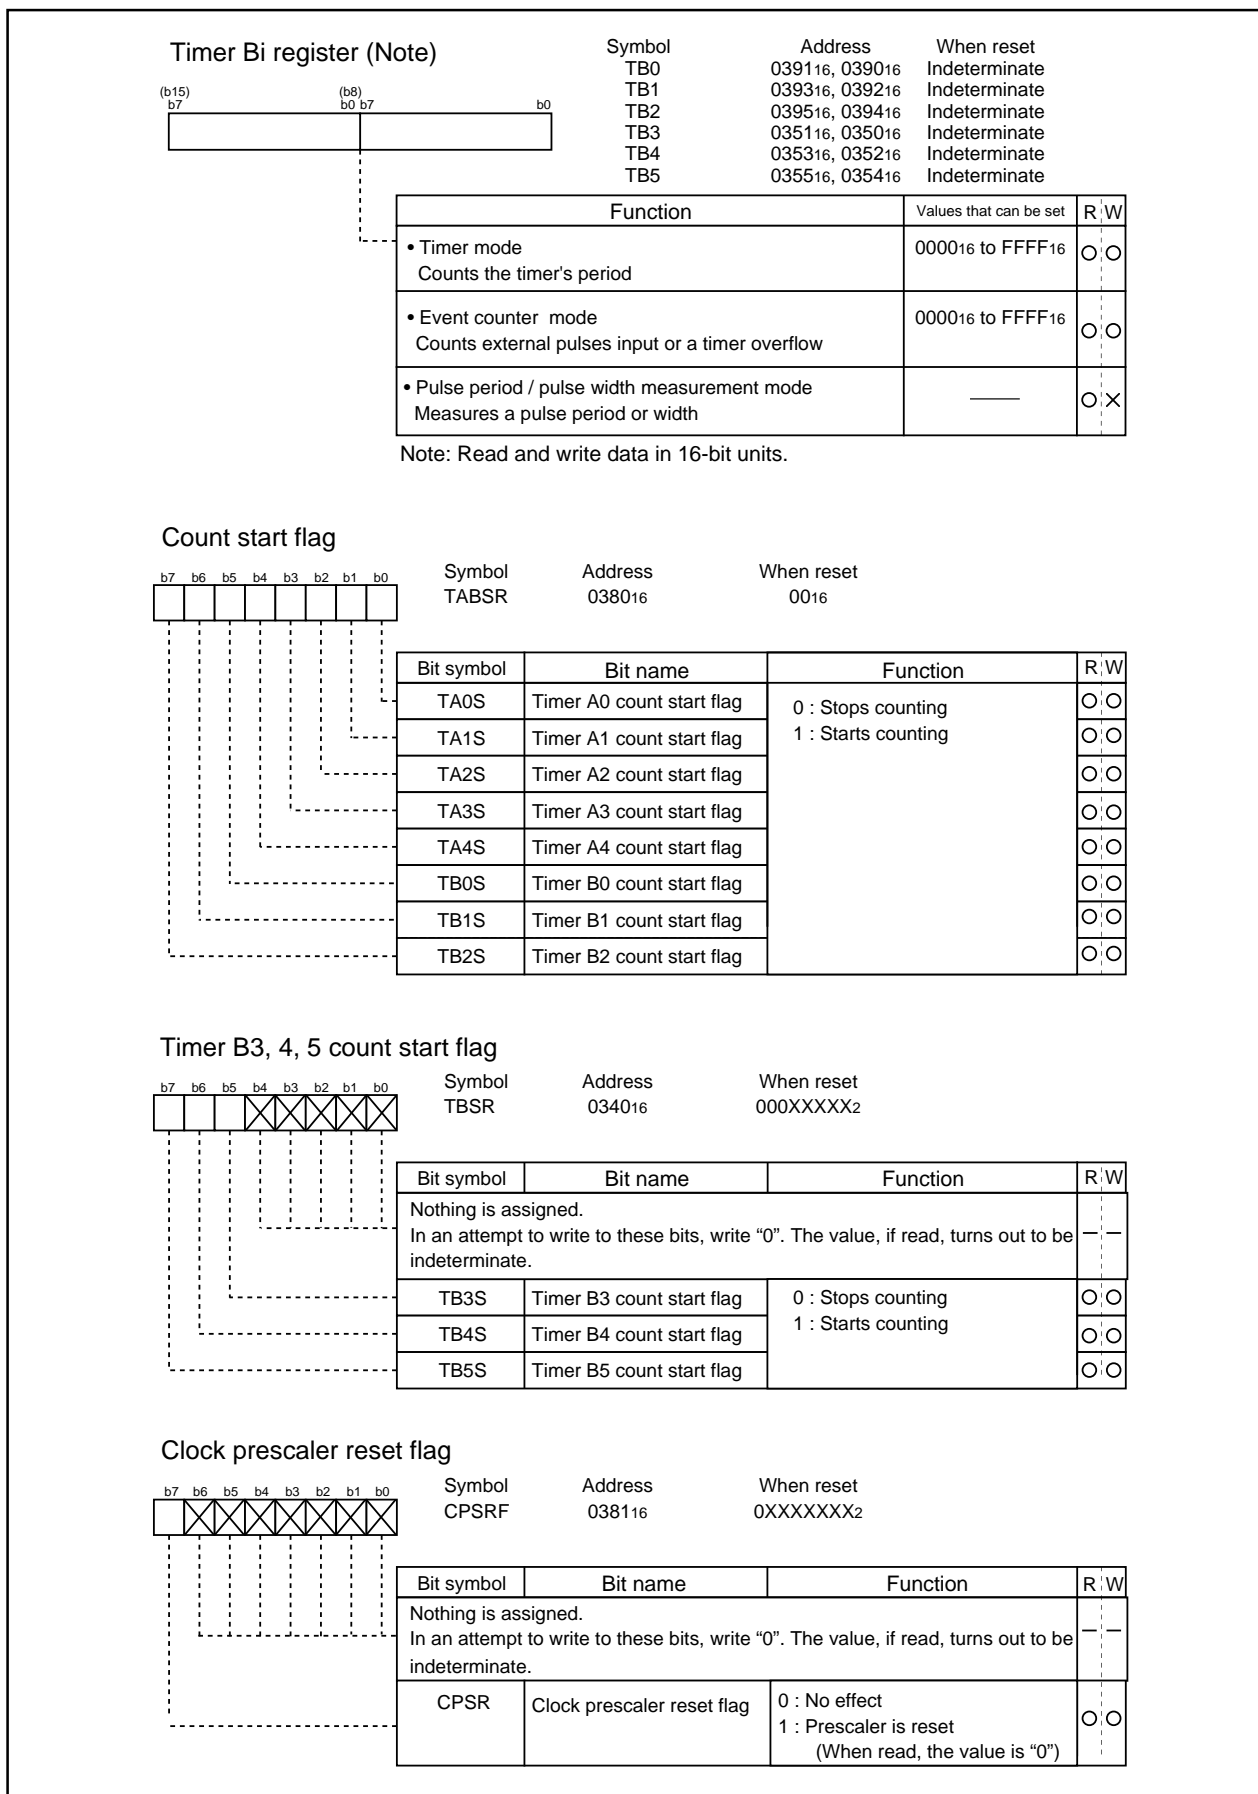 Timer Bi register (Note)
Symbol Address When reset
TB0 039116, 039016 Indeterminate
TB1 039316, 039216 Indeterminate
TB2 039516, 039416 Indeterminate
TB3 035116, 035016 Indeterminate
TB4 035316, 035216 Indeterminate
TB5 035516, 035416 Indeterminate
(b15) (b8)
b7 b0 b7 b0
Function Values that can be set R W
• Timer mode 000016 to FFFF16
Counts the timer's period
• Event counter mode 000016 to FFFF16
Counts external pulses input or a timer overflow
• Pulse period / pulse width measurement mode
Measures a pulse period or width
Note: Read and write data in 16-bit units.
Count start flag
b7 b6 b5 b4 b3 b2 b1 b0
Symbol Address When reset
TABSR 038016 0016
Bit symbol Bit name Function R W
TA0S Timer A0 count start flag 0 : Stops counting
TA1S Timer A1 count start flag 1 : Starts counting
TA2S Timer A2 count start flag
TA3S Timer A3 count start flag
TA4S Timer A4 count start flag
TB0S Timer B0 count start flag
TB1S Timer B1 count start flag
TB2S Timer B2 count start flag
Timer B3, 4, 5 count start flag
b7 b6 b5 b4 b3 b2 b1 b0
Symbol Address When reset
TBSR 034016 000XXXXX2
Bit symbol Bit name Function R W
Nothing is assigned.
In an attempt to write to these bits, write “0”. The value, if read, turns out to be
indeterminate.
TB3S Timer B3 count start flag 0 : Stops counting
TB4S Timer B4 count start flag 1 : Starts counting
TB5S Timer B5 count start flag
Clock prescaler reset flag
b7 b6 b5 b4 b3 b2 b1 b0
Symbol Address When reset
CPSRF 038116 0XXXXXXX2
Bit symbol Bit name Function R W
Nothing is assigned.
In an attempt to write to these bits, write “0”. The value, if read, turns out to be
indeterminate.
CPSR Clock prescaler reset flag 0 : No effect
1 : Prescaler is reset
(When read, the value is “0”)